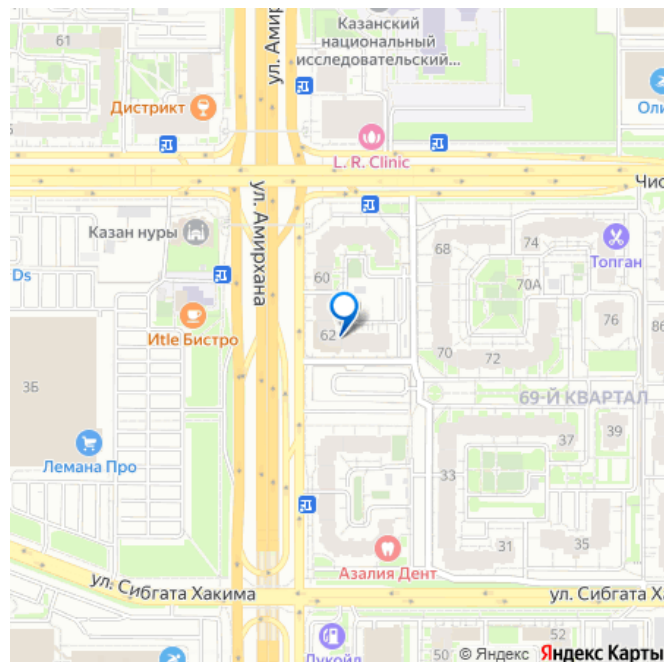 61
ул. Амир
Казанский
национальный
исследовательский...
Дистрикт
Оли
L. R. Clinic
Чис
ул. Амирхана
Казан нуры
68
74
Топган
Ds
60
70А
76
86
Itle Бистро
62
70
72
3Б
69-Й КВАРТАЛ
37
39
Лемана Про
33
31
35
Азалия Дент
ул. Сибгата Хакима
ул. Сибгата Ха
Лукойл
50
52
© Яндекс Яндекс Карты